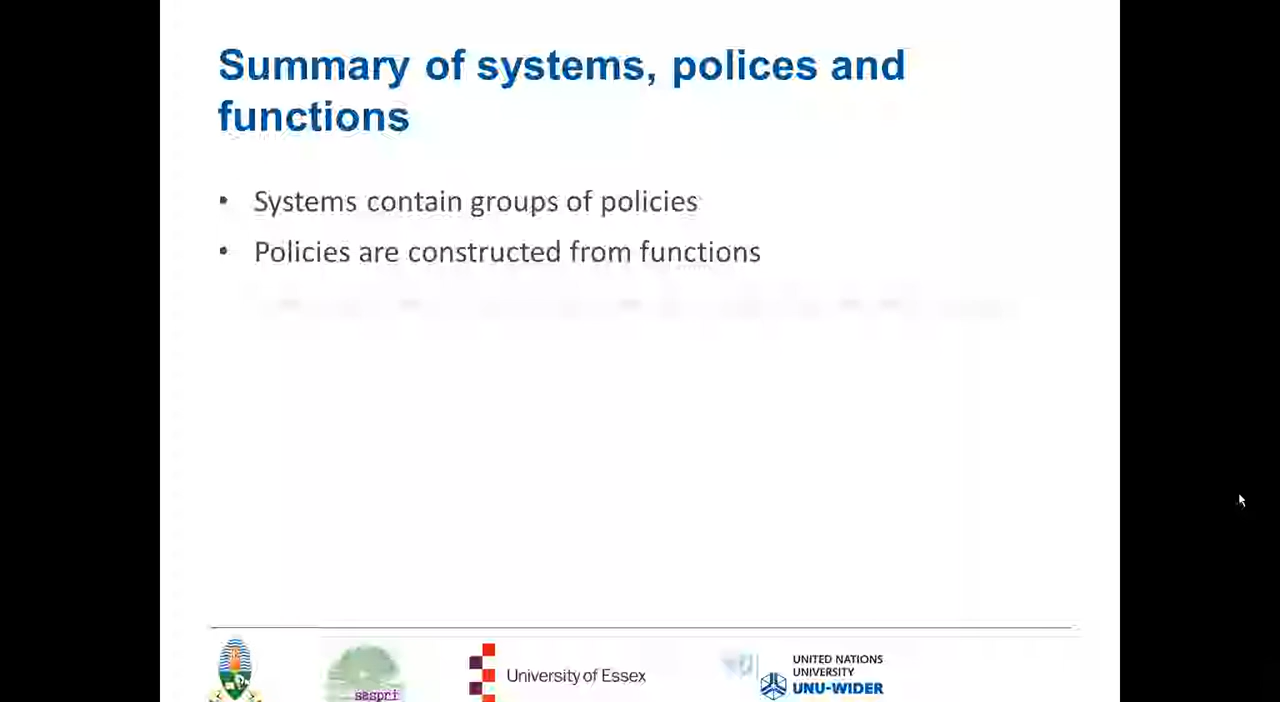 Summary of systems, polices and
functions
• Systems contain groups of policies
• Policies are constructed from functions
saspri
University of Essex
UNITED NATIONS
UNIVERSITY
UNU-WIDER